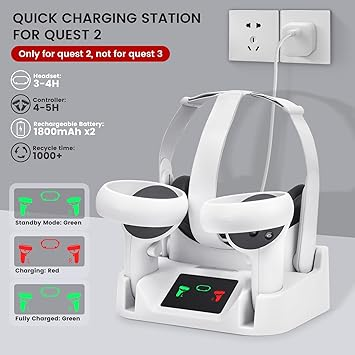 QUICK CHARGING STATION
FOR QUEST 2
Only for quest 2, not for quest 3
Headset:
3-4H
Controller:
4-5H
Rechargeable Battery:
1800mAh x2
Recycle time:
1000+
Standby Mode: Green
Charging: Red
Fully Charged: Green